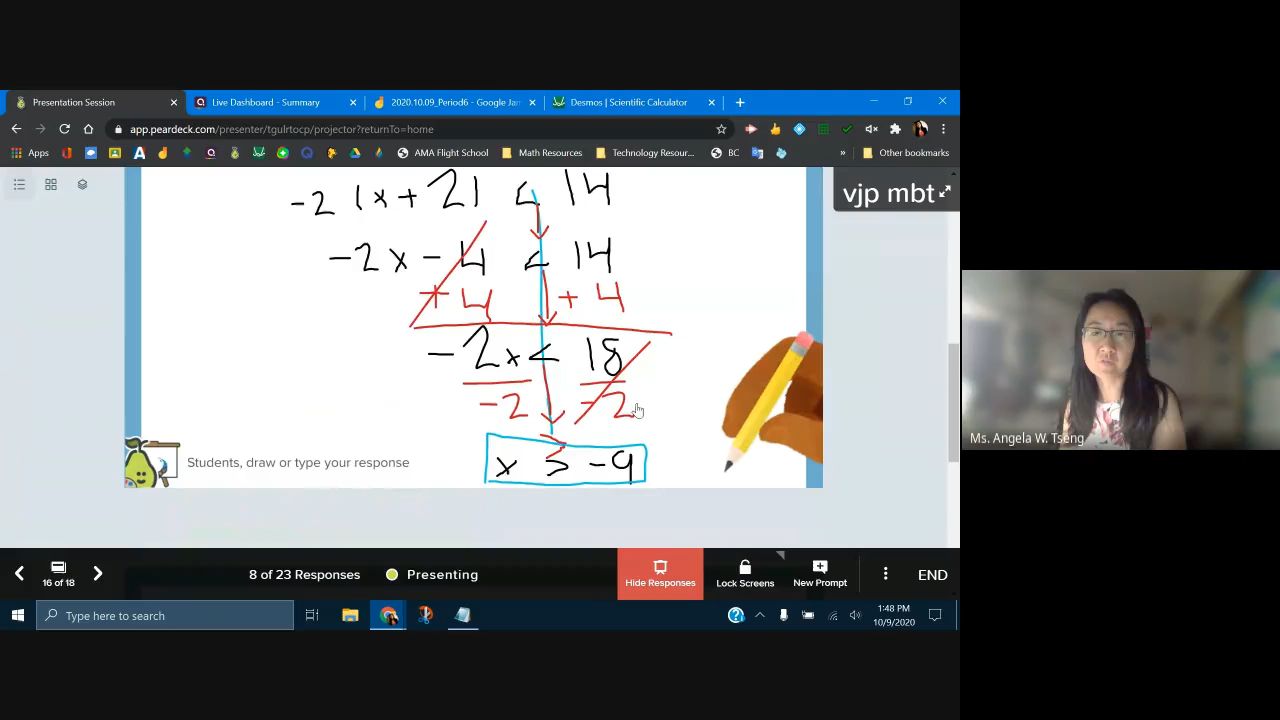 Presentation Session
Live Dashboard - Summary
2020.10.09_Period6 - Google Jam
Desmos | Scientific Calculator
app.peardeck.com/presenter/tgulrtocp/projector?returnTo=home
Apps
AMA Flight School
Math Resources
Technology Resour...
BC
»
Other bookmarks
vjp mbt
-2 (x + 2) < 14
-2x - 4 < 14
+ 4 + 4
-2x < 18
-2 -2
x > -9
Students, draw or type your response
Ms. Angela W. Tseng
16 of 18
8 of 23 Responses
Presenting
Hide Responses
Lock Screens
New Prompt
END
Type here to search
1:48 PM
10/9/2020